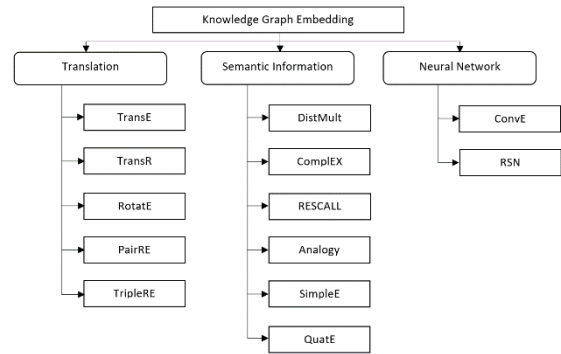 Knowledge Graph Embedding
Translation
Semantic Information
Neural Network
TransE
TransR
RotatE
PairRE
TripleRE
DistMult
ComplEX
RESCALL
Analogy
SimpleE
QuatE
ConvE
RSN